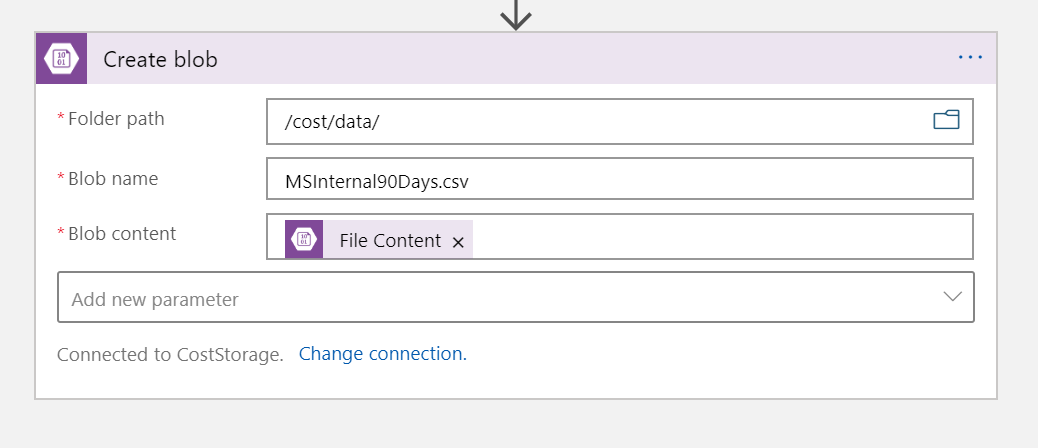 Create blob
* Folder path
/cost/data/
* Blob name
MSInternal90Days.csv
* Blob content
File Content ×
Add new parameter
Connected to CostStorage. Change connection.